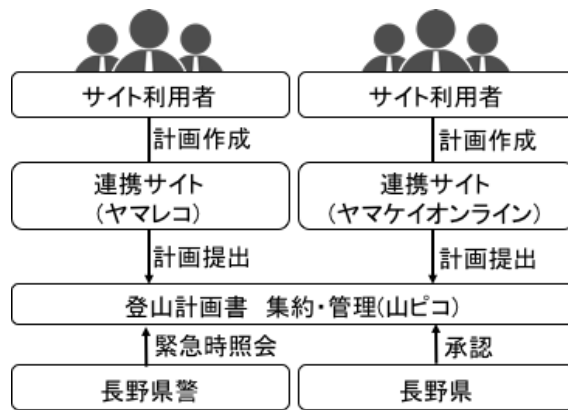 サイト利用者 サイト利用者
計画作成 計画作成
連携サイト 連携サイト
(ヤマレコ) (ヤマケイオンライン)
計画提出 計画提出
登山計画書 集約・管理(山ピコ)
緊急時照会 承認
長野県警 長野県